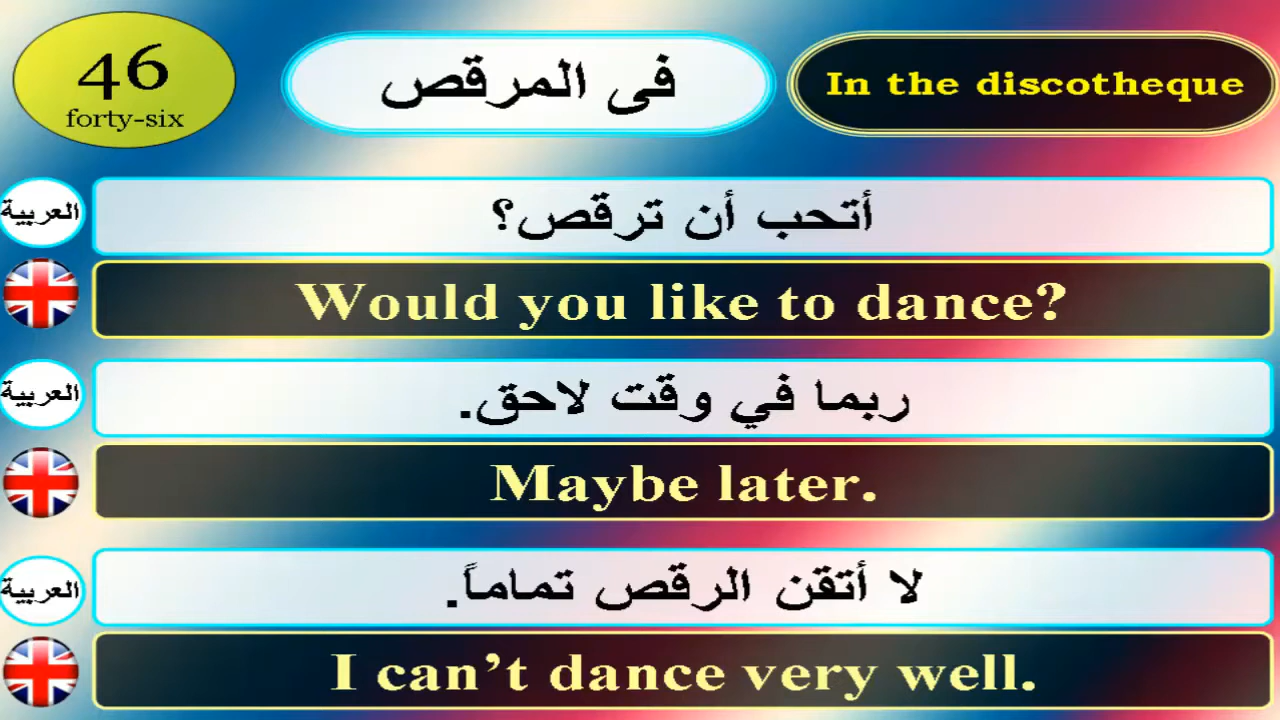 46
forty-six
فى المرقص
In the discotheque
العربية
أتحب أن ترقص؟
Would you like to dance?
العربية
ربما في وقت لاحق.
Maybe later.
العربية
لا أتقن الرقص تماماً.
I can’t dance very well.